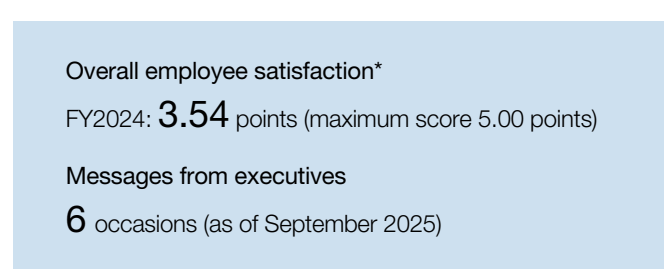 Overall employee satisfaction*
FY2024: 3.54 points (maximum score 5.00 points)
Messages from executives
6 occasions (as of September 2025)